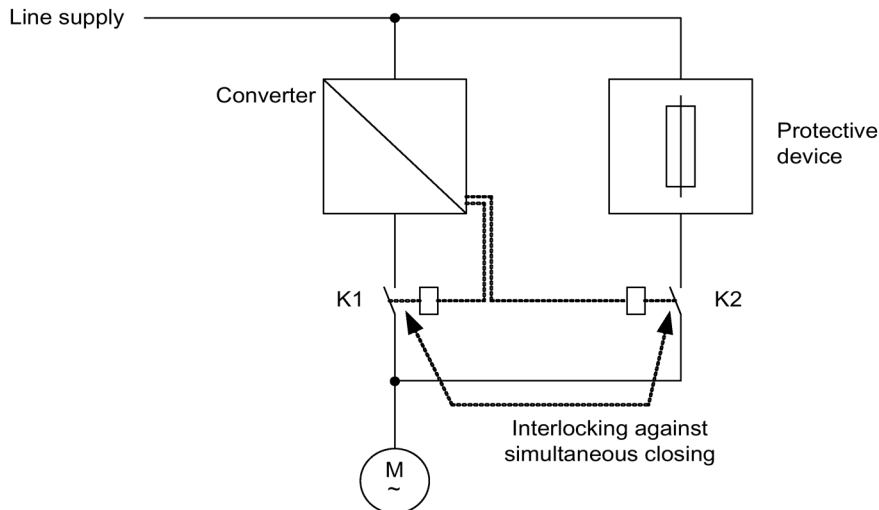 Line supply
Converter
Protective
device
K1
K2
Interlocking against
simultaneous closing
M
~